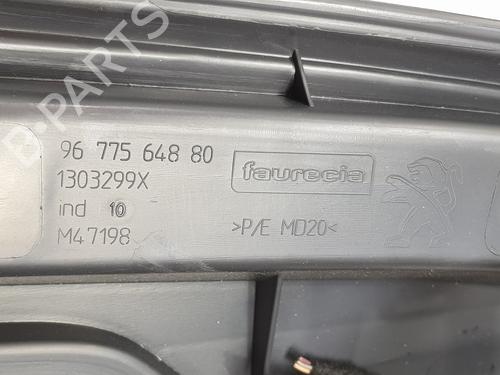 B-PARTS
96 775 648 80
faurecia
1303299X
ind 10
>P/E MD20<
M47198